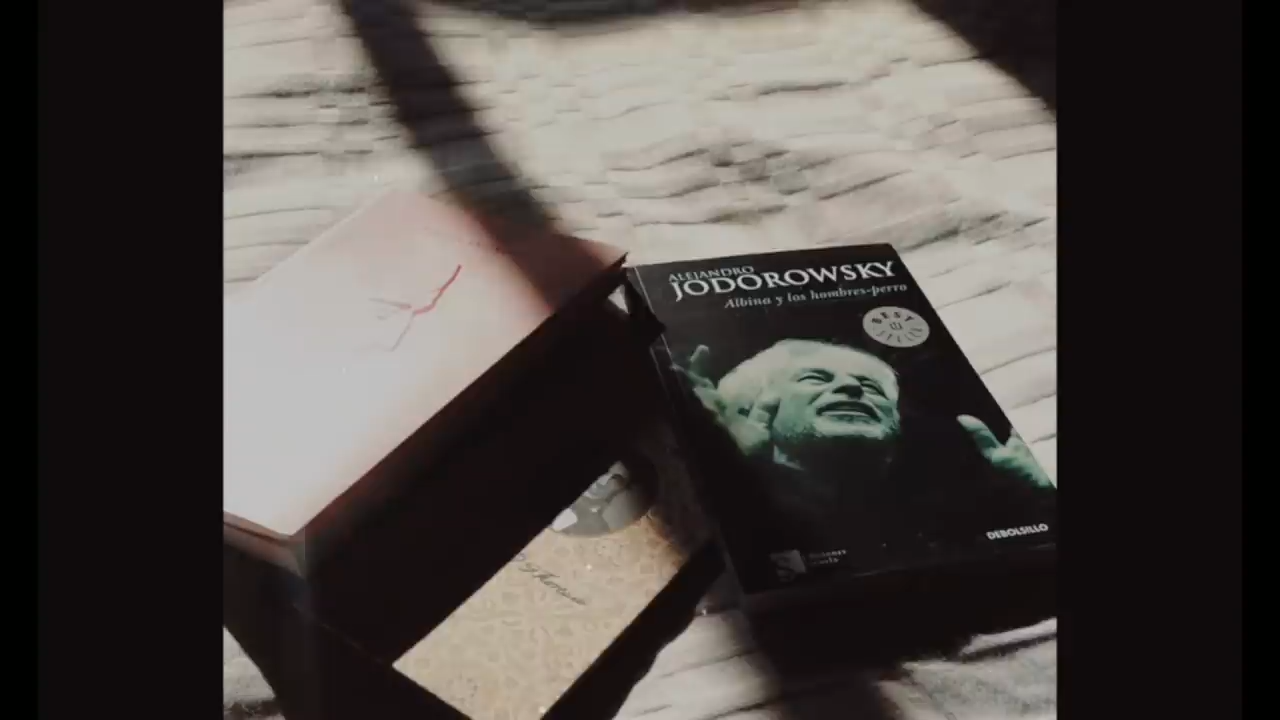 ALEJANDRO
JODOROWSKY
Albina y los hombres-perro
BEST
DEBOLSILLO